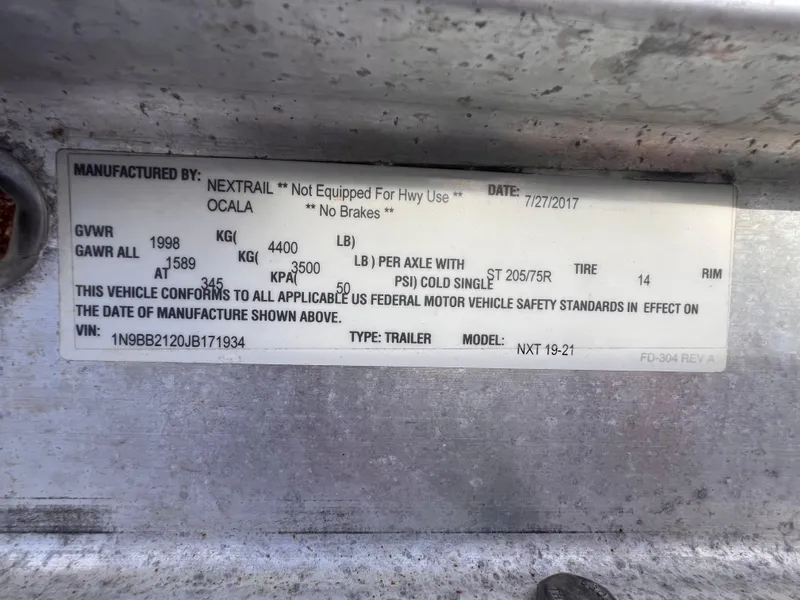 MANUFACTURED BY: NEXTRAIL ** Not Equipped For Hwy Use ** DATE: 7/27/2017
OCALA ** No Brakes **
GVWR 1998 KG( 4400 LB)
GAWR ALL 1589 KG( 3500 LB ) PER AXLE WITH ST 205/75R TIRE 14 RIM
AT 345 KPA( 50 PSI) COLD SINGLE
THIS VEHICLE CONFORMS TO ALL APPLICABLE US FEDERAL MOTOR VEHICLE SAFETY STANDARDS IN EFFECT ON
THE DATE OF MANUFACTURE SHOWN ABOVE.
VIN: 1N9BB2120JB171934 TYPE: TRAILER MODEL: NXT 19-21
FD-304 REV A